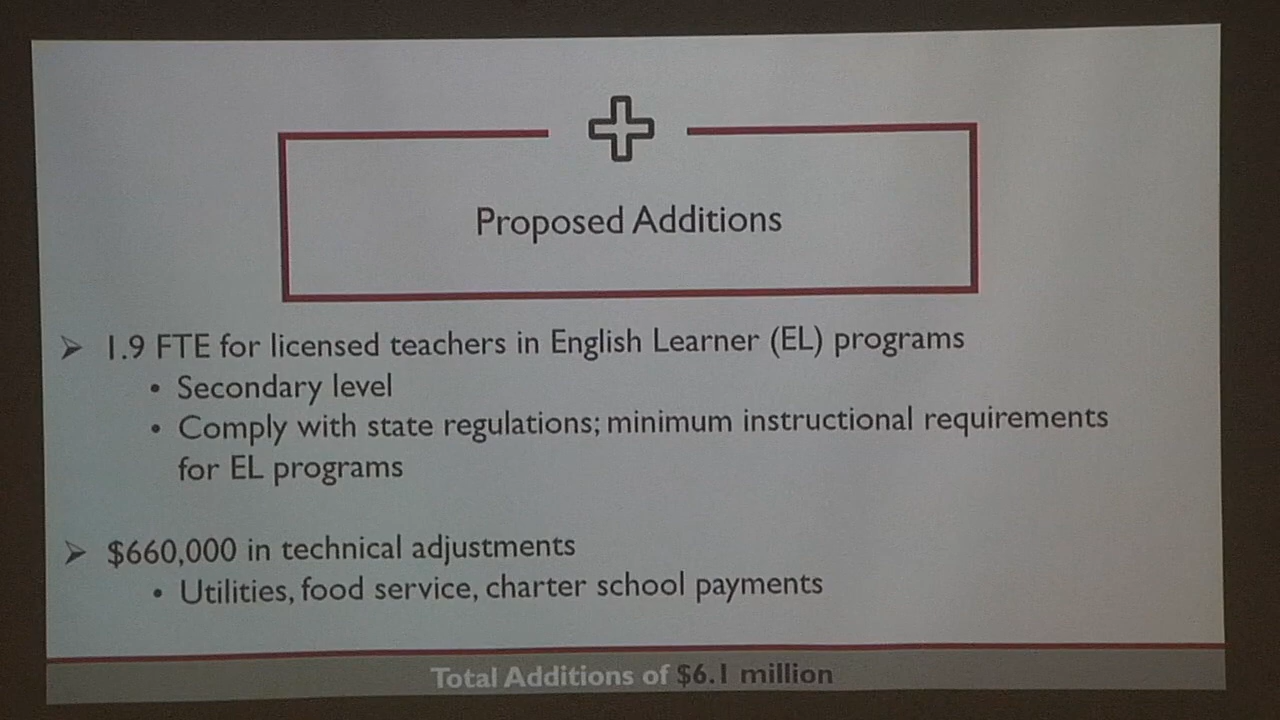 Proposed Additions
➢ 1.9 FTE for licensed teachers in English Learner (EL) programs
• Secondary level
• Comply with state regulations; minimum instructional requirements
for EL programs
➢ $660,000 in technical adjustments
• Utilities, food service, charter school payments
Total Additions of $6.1 million